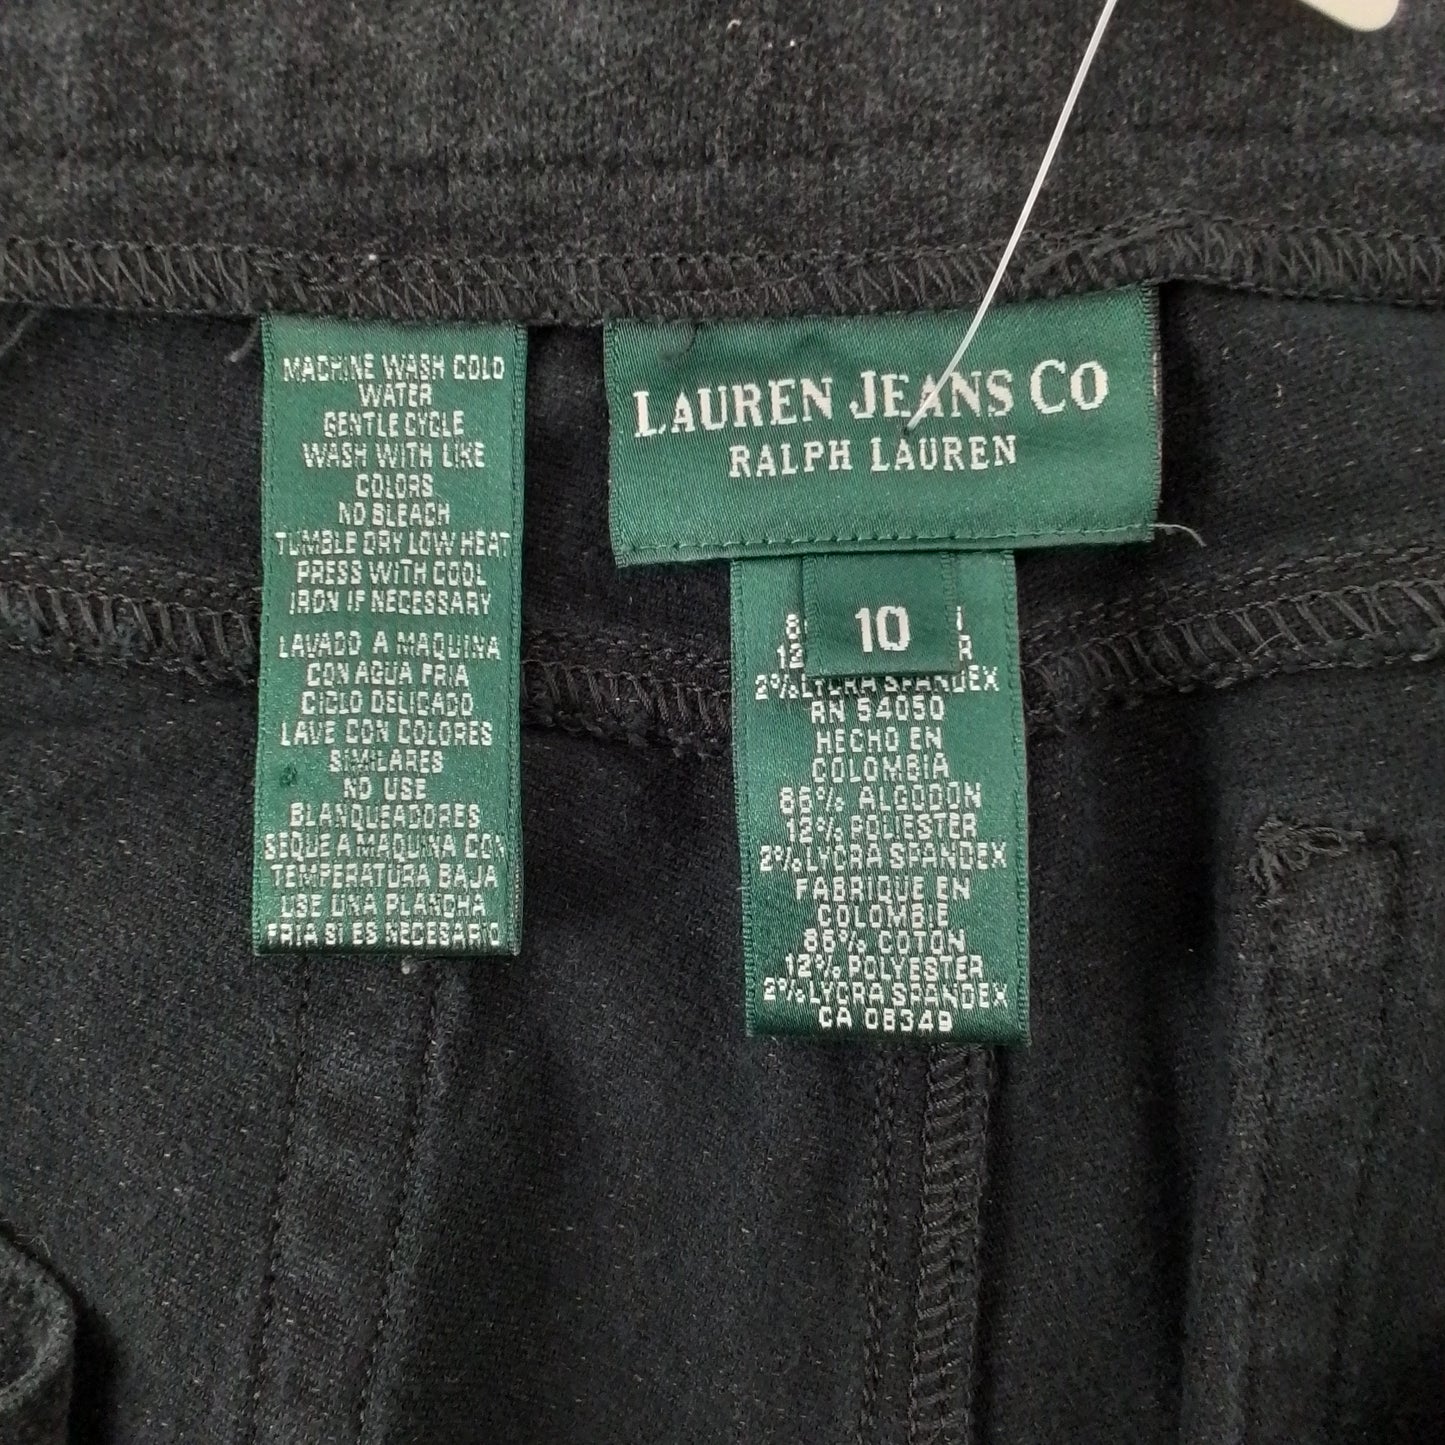 MACHINE WASH COLD
WATER
GENTLE CYCLE
WASH WITH LIKE
COLORS
NO BLEACH
TUMBLE DRY LOW HEAT
PRESS WITH COOL
IRON IF NECESSARY
LAVADO A MAQUINA
CON AGUA FRIA
CICLO DELICADO
LAVE CON COLORES
SIMILARES
NO USE
BLANQUEADORES
SEQUE A MAQUINA CON
TEMPERATURA BAJA
USE UNA PLANCHA
FRIA SI ES NECESARIO
LAUREN JEANS CO
RALPH LAUREN
10
2% LYCRA SPANDEX
RN 54050
HECHO EN
COLOMBIA
86% ALGODON
12% POLIESTER
2% LYCRA SPANDEX
FABRIQUE EN
COLOMBIE
86% COTON
12% POLYESTER
2% LYCRA SPANDEX
CA 08349